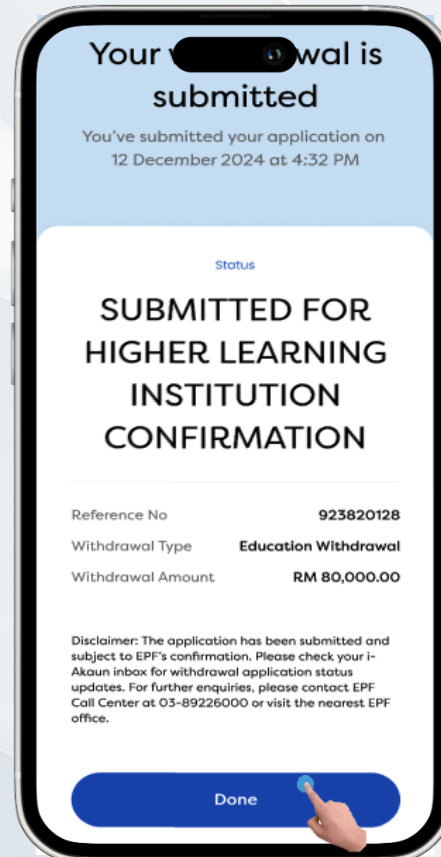 Your wal is
submitted
You've submitted your application on
12 December 2024 at 4:32 PM
Status
SUBMITTED FOR
HIGHER LEARNING
INSTITUTION
CONFIRMATION
Reference No 923820128
Withdrawal Type Education Withdrawal
Withdrawal Amount RM 80,000.00
Disclaimer: The application has been submitted and
subject to EPF's confirmation. Please check your i-
Akaun inbox for withdrawal application status
updates. For further enquiries, please contact EPF
Call Center at 03-89226000 or visit the nearest EPF
office.
Done